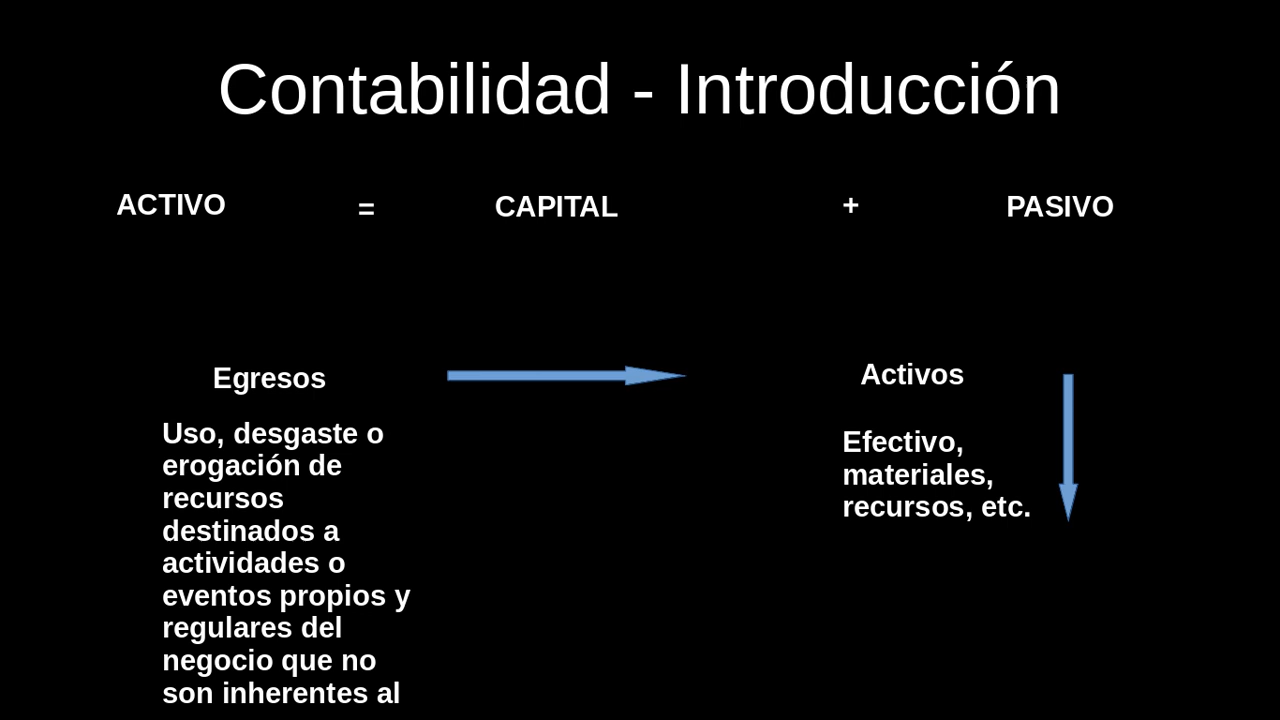 Contabilidad - Introducción
ACTIVO = CAPITAL + PASIVO
Egresos
Uso, desgaste o
erogación de
recursos
destinados a
actividades o
eventos propios y
regulares del
negocio que no
son inherentes al
Activos
Efectivo,
materiales,
recursos, etc.